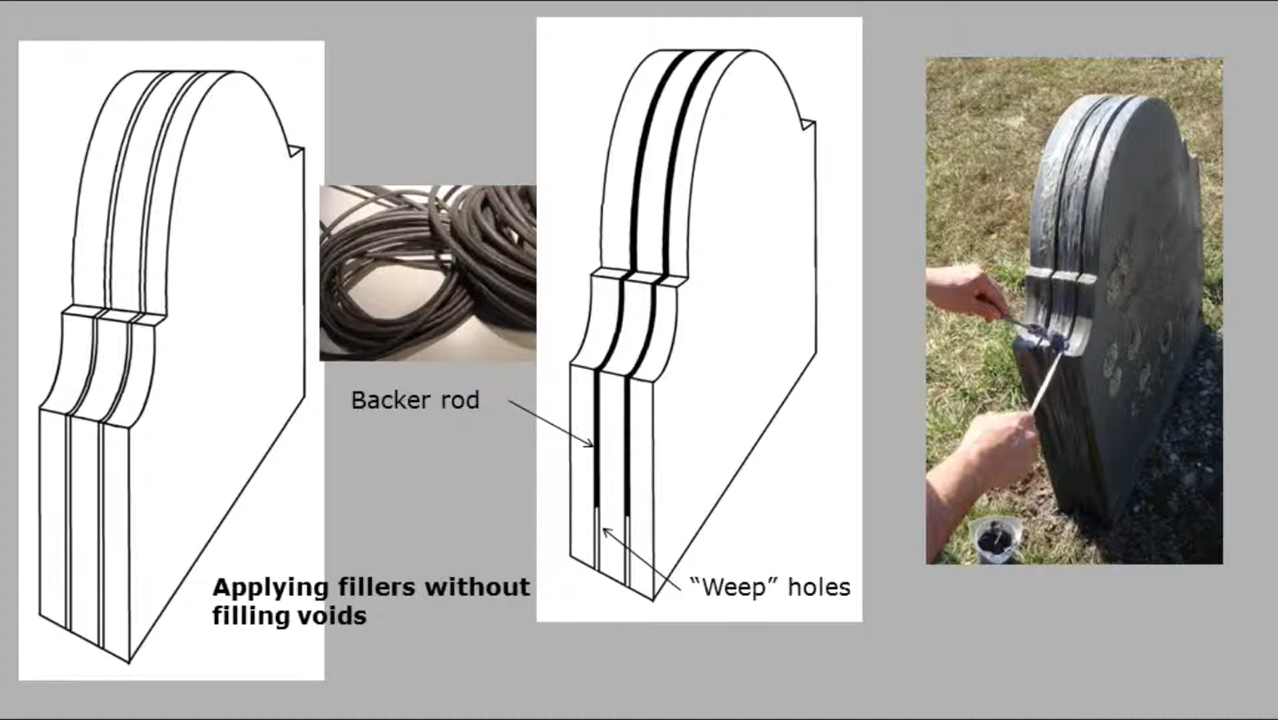 Backer rod
Applying fillers without
filling voids
“Weep” holes